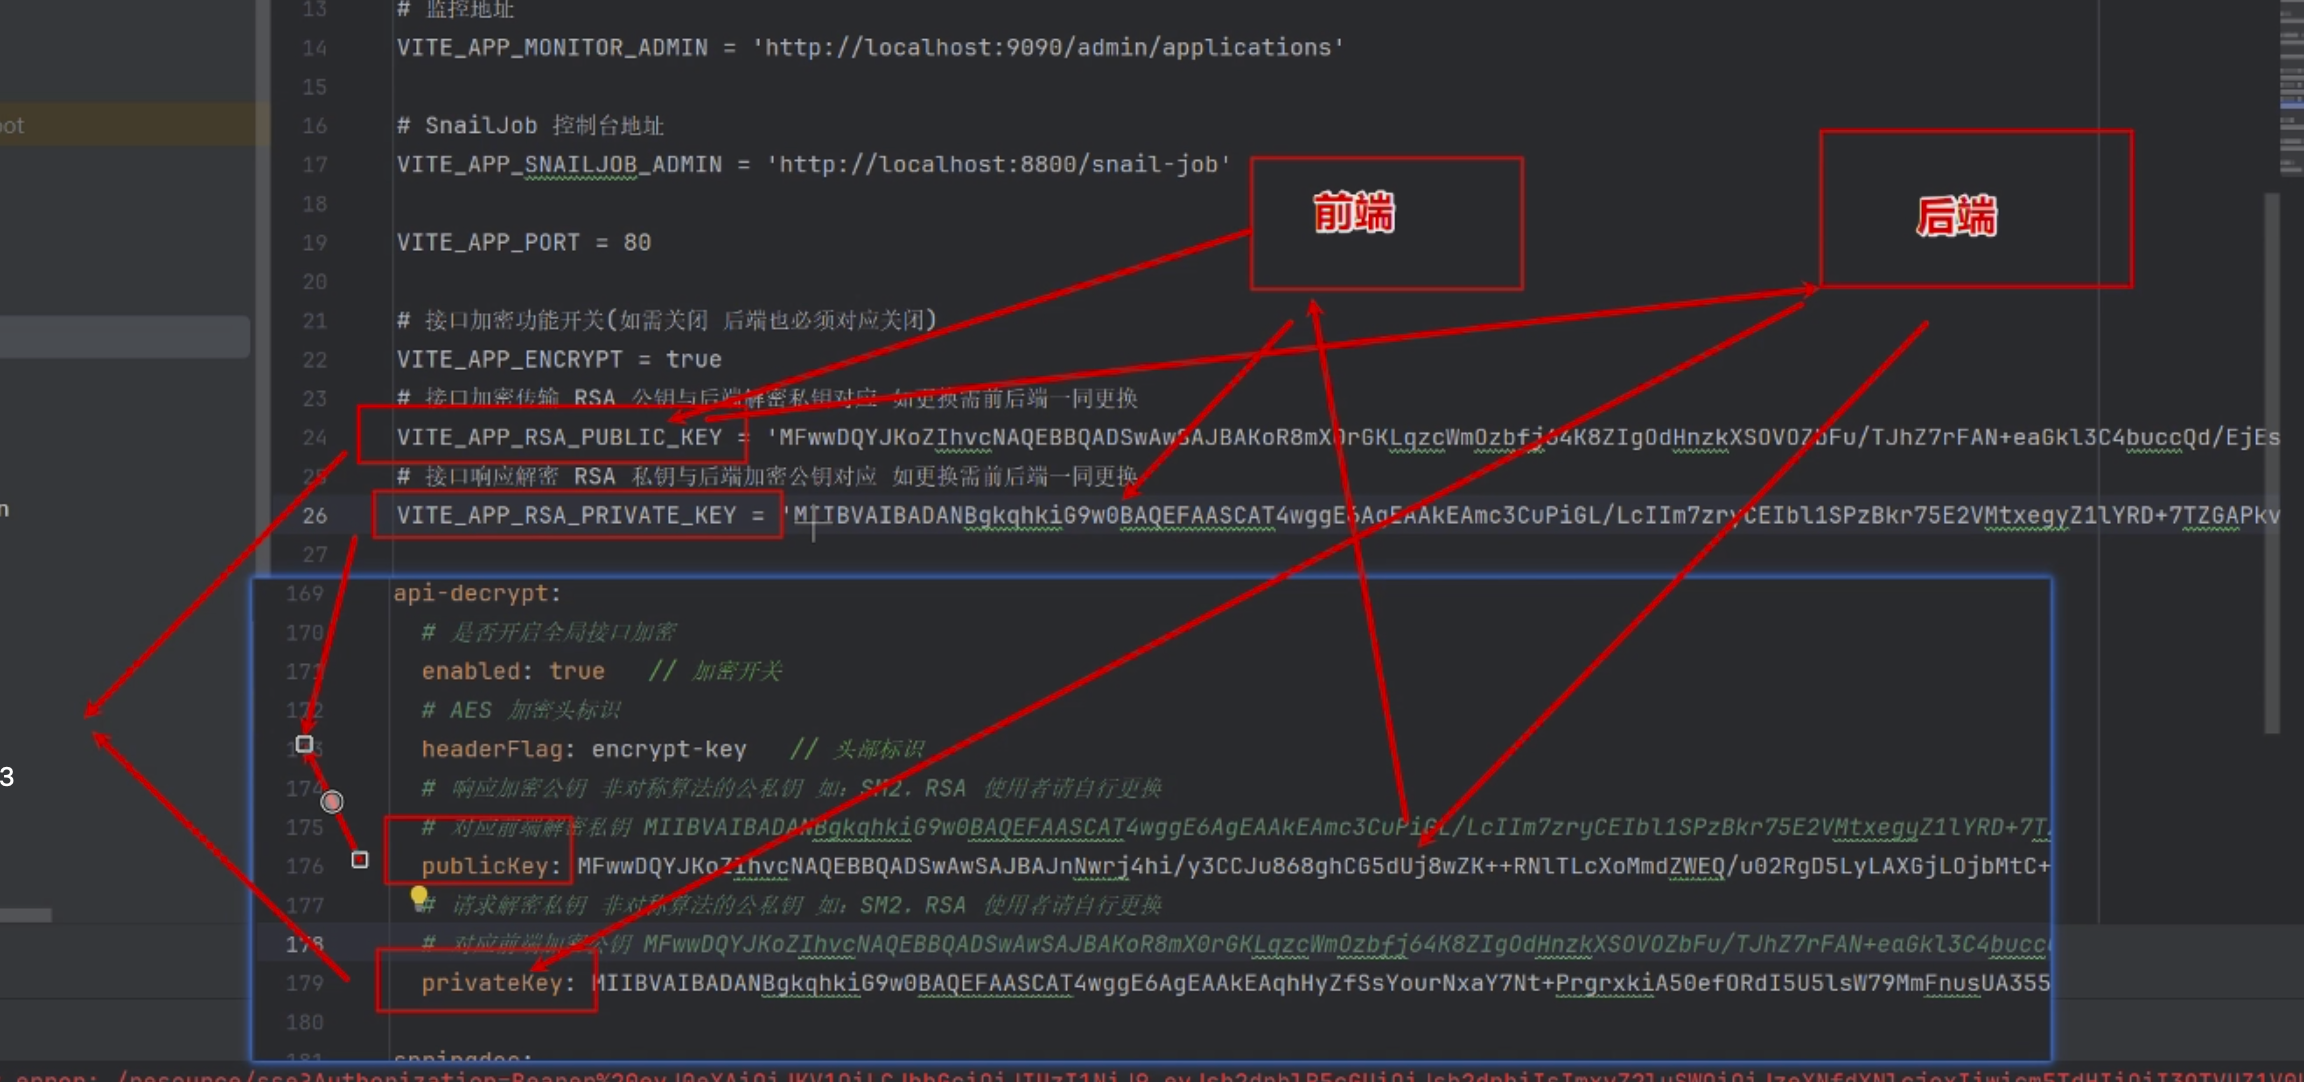 13 # 监控地址
14 VITE_APP_MONITOR_ADMIN = 'http://localhost:9090/admin/applications'
15
oot
16 # SnailJob 控制台地址
17 VITE_APP_SNAILJOB_ADMIN = 'http://localhost:8800/snail-job'
前端
后端
18
19 VITE_APP_PORT = 80
20
21 # 接口加密功能开关(如需关闭 后端也必须对应关闭)
22 VITE_APP_ENCRYPT = true
23 # 接口加密传输 RSA 公钥与后端解密私钥对应 如更换需前后端一同更换
24 VITE_APP_RSA_PUBLIC_KEY = 'MFwwDQYJKoZIhvcNAQEBBQADSwAwSAJBAKoR8mX0rGKLqzcWmOzbfj64K8ZIgOdHnzkXSOVOZbFu/TJhZ7rFAN+eaGkl3C4buccQd/EjEs
25 # 接口响应解密 RSA 私钥与后端加密公钥对应 如更换需前后端一同更换
n
26 VITE_APP_RSA_PRIVATE_KEY = 'MIIBVAIBADANBgkqhkiG9w0BAQEFAASCAT4wggE6AgEAAkEAmc3CuPiGL/LcIIm7zryCEIbl1SPzBkr75E2VMtxegyZ1lYRD+7TZGAPkv
27
169 api-decrypt:
170 # 是否开启全局接口加密
171 enabled: true // 加密开关
172 # AES 加密头标识
173 headerFlag: encrypt-key // 头部标识
3
174 # 响应加密公钥 非对称算法的公私钥 如：SM2，RSA 使用者请自行更换
175 # 对应前端解密私钥 MIIBVAIBADANBgkqhkiG9w0BAQEFAASCAT4wggE6AgEAAkEAmc3CuPiGL/LcIIm7zryCEIbl1SPzBkr75E2VMtxegyZ1lYRD+7T
176 publicKey: MFwwDQYJKoZIhvcNAQEBBQADSwAwSAJBAJnNwrj4hi/y3CCJu868ghCG5dUj8wZK++RNlTLcXoMmdZWEQ/u02RgD5LyLAXGjLOjbMtC+
177 # 请求解密私钥 非对称算法的公私钥 如：SM2，RSA 使用者请自行更换
178 # 对应前端加密公钥 MFwwDQYJKoZIhvcNAQEBBQADSwAwSAJBAKoR8mX0rGKLqzcWmOzbfj64K8ZIgOdHnzkXSOVOZbFu/TJhZ7rFAN+eaGkl3C4bucc
179 privateKey: MIIBVAIBADANBgkqhkiG9w0BAQEFAASCAT4wggE6AgEAAkEAqhHyZfSsYourNxaY7Nt+PrgrxkiA50efORdI5U5lsW79MmFnusUA355
180
181 springdoc: